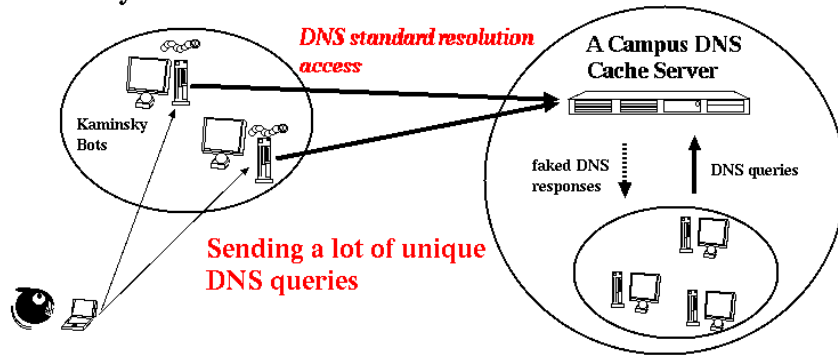 DNS standard resolution
access
A Campus DNS
Cache Server
Kaminsky
Bots
faked DNS
responses
DNS queries
Sending a lot of unique
DNS queries